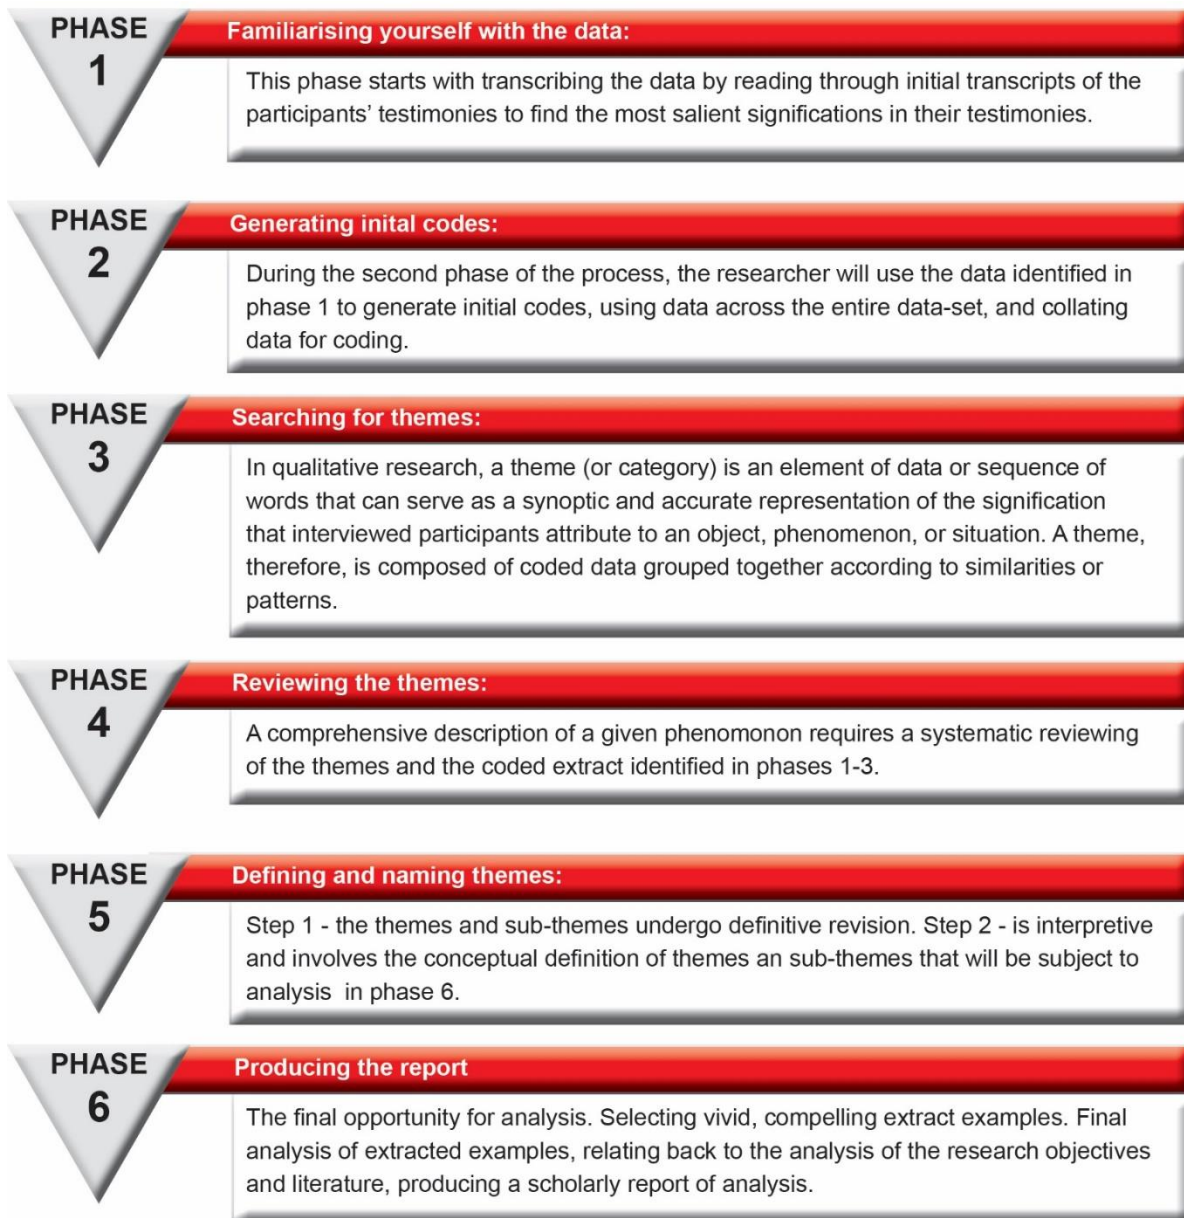 PHASE
1
Familiarising yourself with the data:
This phase starts with transcribing the data by reading through initial transcripts of the
participants’ testimonies to find the most salient significations in their testimonies.
PHASE
2
Generating inital codes:
During the second phase of the process, the researcher will use the data identified in
phase 1 to generate initial codes, using data across the entire data-set, and collating
data for coding.
PHASE
3
Searching for themes:
In qualitative research, a theme (or category) is an element of data or sequence of
words that can serve as a synoptic and accurate representation of the signification
that interviewed participants attribute to an object, phenomenon, or situation. A theme,
therefore, is composed of coded data grouped together according to similarities or
patterns.
PHASE
4
Reviewing the themes:
A comprehensive description of a given phenomonon requires a systematic reviewing
of the themes and the coded extract identified in phases 1-3.
PHASE
5
Defining and naming themes:
Step 1 - the themes and sub-themes undergo definitive revision. Step 2 - is interpretive
and involves the conceptual definition of themes an sub-themes that will be subject to
analysis in phase 6.
PHASE
6
Producing the report
The final opportunity for analysis. Selecting vivid, compelling extract examples. Final
analysis of extracted examples, relating back to the analysis of the research objectives
and literature, producing a scholarly report of analysis.